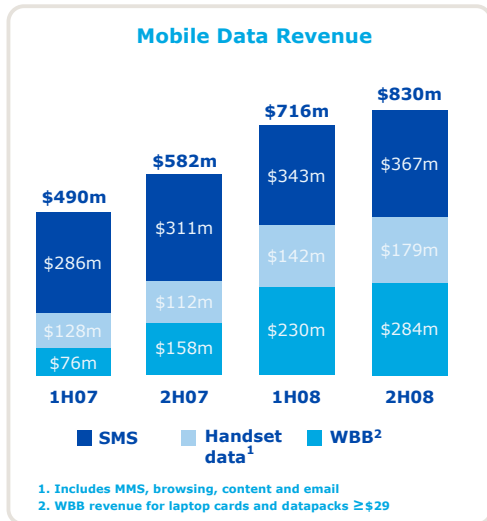 Mobile Data Revenue
$490m
$286m
$128m
$76m
1H07
$582m
$311m
$112m
$158m
2H07
$716m
$343m
$142m
$230m
1H08
$830m
$367m
$179m
$284m
2H08
SMS
Handset
data1
WBB2
1. Includes MMS, browsing, content and email
2. WBB revenue for laptop cards and datapacks ≥$29